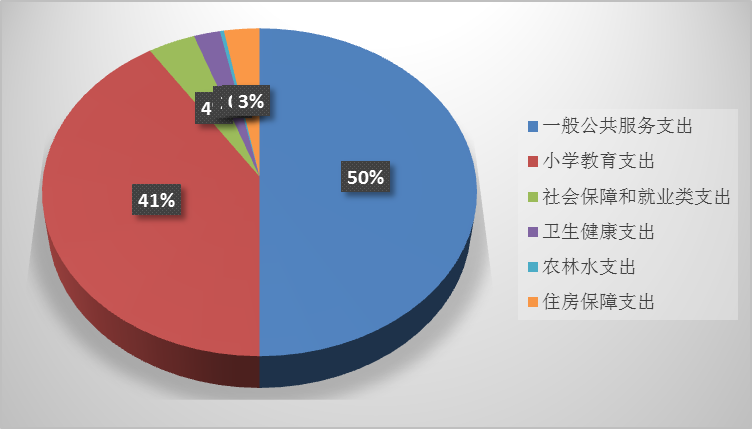 50%
41%
4%
3%
一般公共服务支出
小学教育支出
社会保障和就业类支出
卫生健康支出
农林水支出
住房保障支出